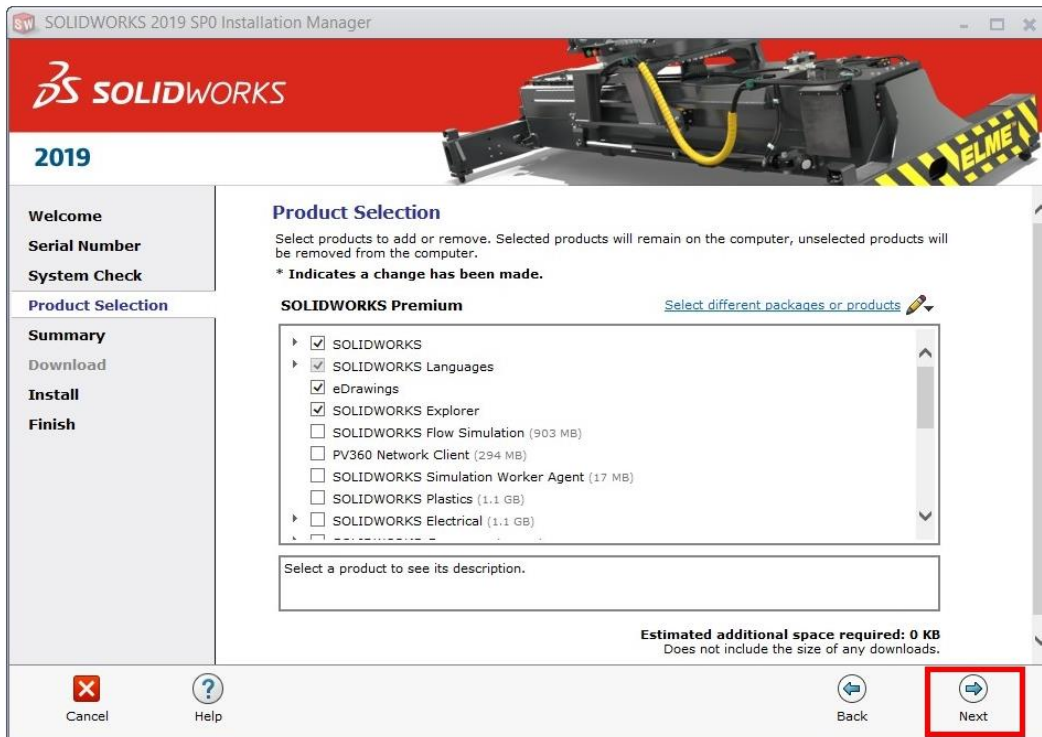 SOLIDWORKS 2019 SP0 Installation Manager
SOLIDWORKS
ELME
2019
Welcome
Serial Number
System Check
Product Selection
Summary
Download
Install
Finish
Product Selection
Select products to add or remove. Selected products will remain on the computer, unselected products will
be removed from the computer.
* Indicates a change has been made.
SOLIDWORKS Premium
Select different packages or products
SOLIDWORKS
SOLIDWORKS Languages
eDrawings
SOLIDWORKS Explorer
SOLIDWORKS Flow Simulation (903 MB)
PV360 Network Client (294 MB)
SOLIDWORKS Simulation Worker Agent (17 MB)
SOLIDWORKS Plastics (1.1 GB)
SOLIDWORKS Electrical (1.1 GB)
Select a product to see its description.
Estimated additional space required: 0 KB
Does not include the size of any downloads.
Cancel
Help
Back
Next